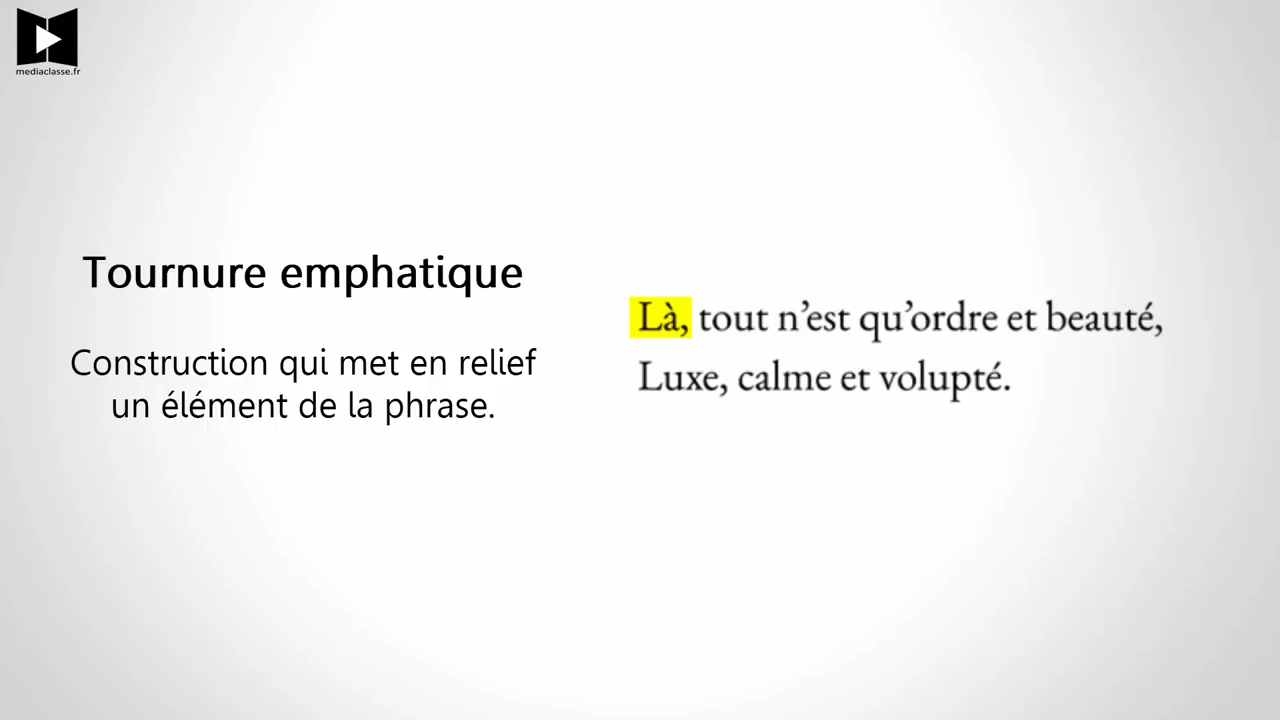 mediaclasse.fr
Tournure emphatique
Construction qui met en relief
un élément de la phrase.
Là, tout n’est qu’ordre et beauté,
Luxe, calme et volupté.